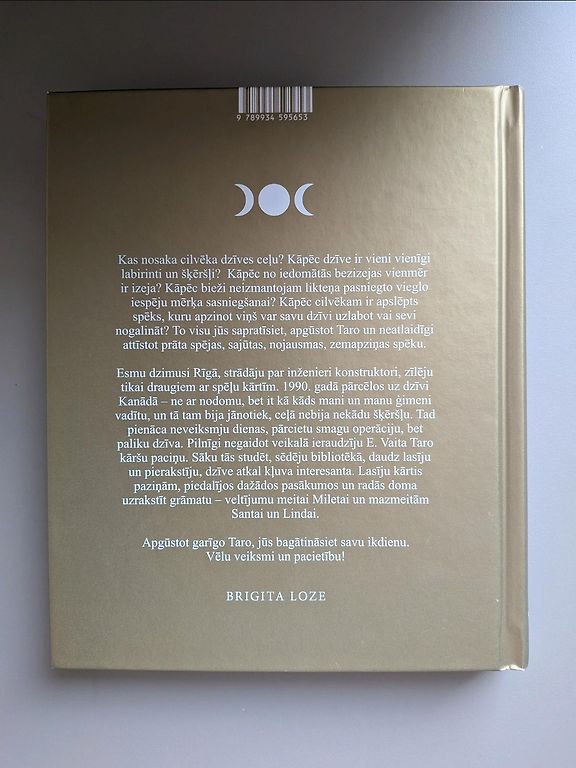 9 789934 595653
Kas nosaka cilvēka dzīves ceļu? Kāpēc dzīve ir vieni vienīgi
labirinti un šķēršļi? Kāpēc no iedomātās bezizejas vienmēr
ir izeja? Kāpēc bieži neizmantojam likteņa pasniegto vieglo
iespēju mērķa sasniegšanai? Kāpēc cilvēkam ir apslēpts
spēks, kuru apzinot viņš var savu dzīvi uzlabot vai sevi
nogalināt? To visu jūs sapratīsiet, apgūstot Taro un neatlaidīgi
attīstot prāta spējas, sajūtas, nojausmas, zemapziņas spēku.
Esmu dzimusi Rīgā, strādāju par inženieri konstruktori, zīlēju
tikai draugiem ar spēļu kārtīm. 1990. gadā pārcēlos uz dzīvi
Kanādā – ne ar nodomu, bet it kā kāds mani un manu ģimeni
vadītu, un tā tam bija jānotiek, ceļā nebija nekādu šķēršļu. Tad
pienāca neveiksmju dienas, pārcietu smagu operāciju, bet
paliku dzīva. Pilnīgi negaidot veikalā ieraudzīju E. Vaita Taro
kāršu paciņu. Sāku tās studēt, sēdēju bibliotēkā, daudz lasīju
un pierakstīju, dzīve atkal kļuva interesanta. Lasīju kārtis
paziņām, piedalījos dažādos pasākumos un radās doma
uzrakstīt grāmatu – veltījumu meitai Miletai un mazmeitām
Santai un Lindai.
Apgūstot garīgo Taro, jūs bagātināsiet savu ikdienu.
Vēlu veiksmi un pacietību!
BRIGITA LOZE